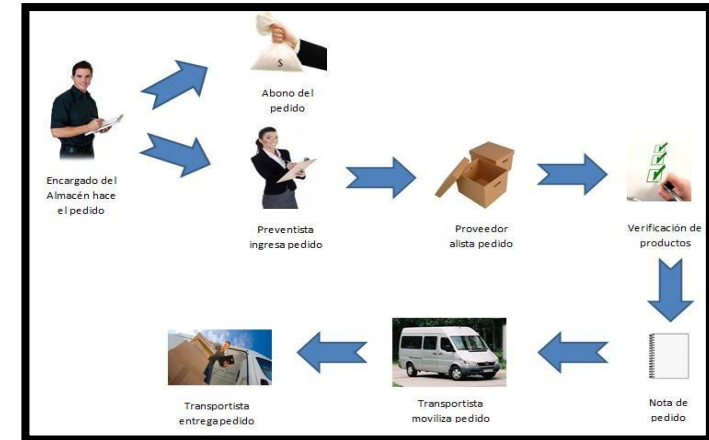 $
Abono del
pedido
Encargado del
Almacén hace
el pedido
Preventista
ingresa pedido
Proveedor
alista pedido
Verificación de
productos
Transportista
entrega pedido
Transportista
moviliza pedido
Nota de
pedido